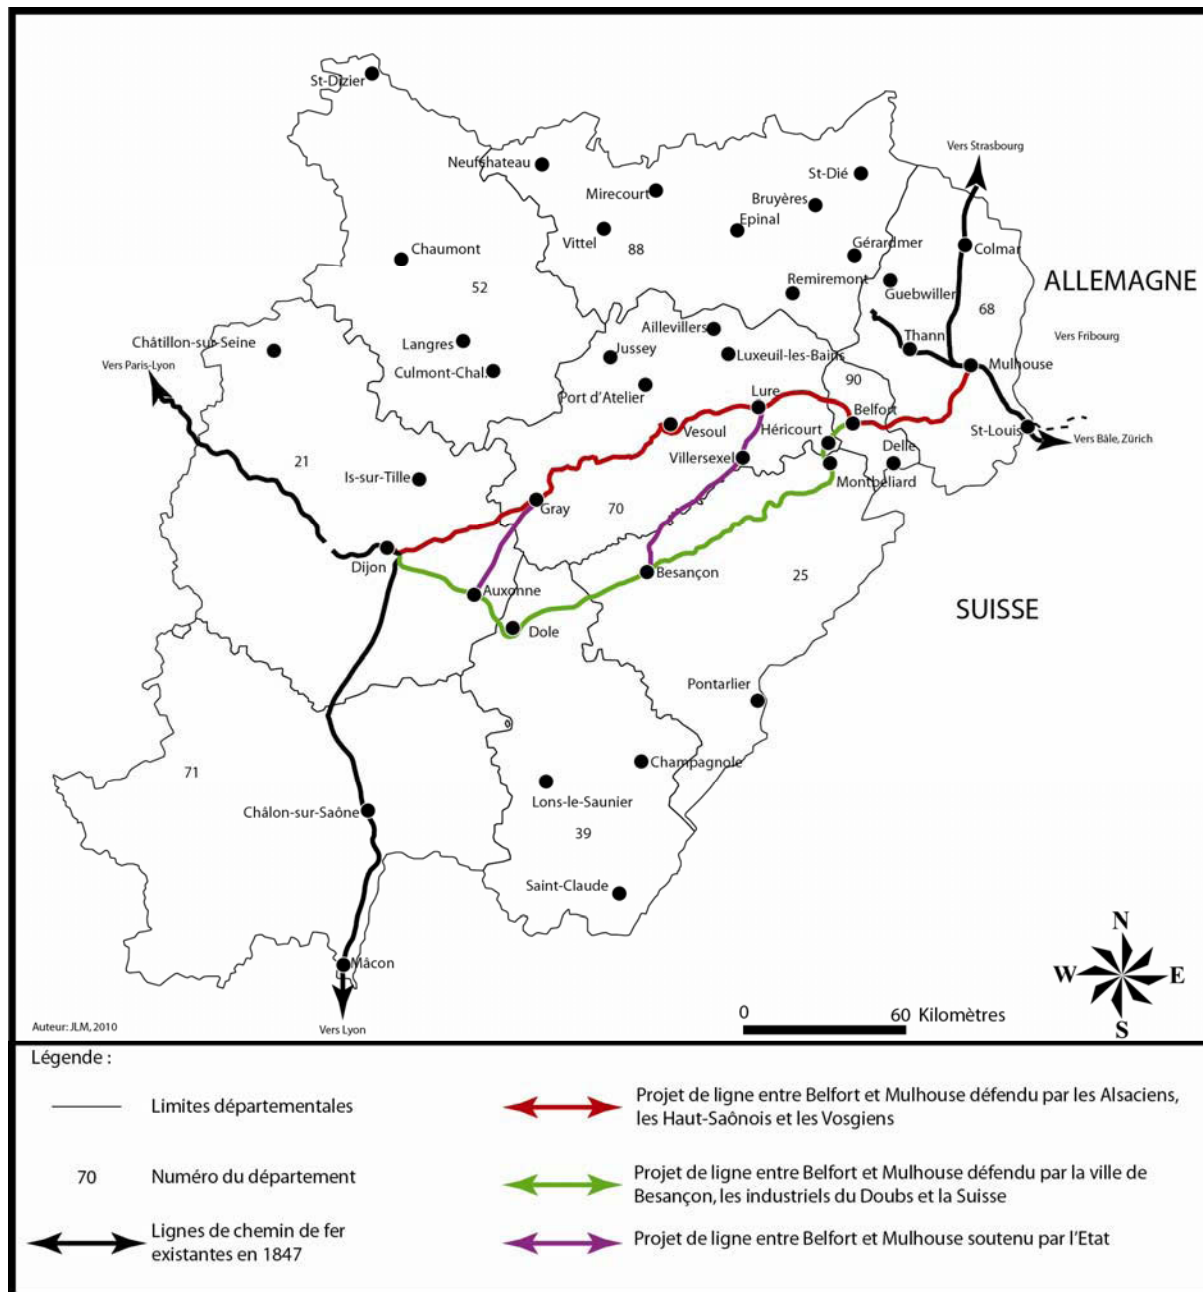 St-Dizier
Neufchateau
Vers Strasbourg
St-Dié
Mirecourt
Bruyères
Epinal
Vittel
88
Gérardmer
Colmar
Chaumont
ALLEMAGNE
52
Remiremont
Guebwiller
68
Aillevillers
Thann
Vers Fribourg
Châtillon-sur-Seine
Langres
Jussey
Luxeuil-les-Bains
Vers Paris-Lyon
Culmont-Chal.
Mulhouse
90
Port d'Atelier
Lure
Belfort
Vesoul
Héricourt
St-Louis
Vers Bâle, Zürich
21
Villersexel
Delle
Is-sur-Tille
Montbéliard
Gray
70
Dijon
Besançon
25
Auxonne
SUISSE
Dole
Pontarlier
71
Champagnole
Lons-le-Saunier
Châlon-sur-Saône
39
Saint-Claude
N
Mâcon
W
E
0
60 Kilomètres
S
Auteur: JLM, 2010
Vers Lyon
Légende :
Limites départementales
70
Numéro du département
Lignes de chemin de fer
existantes en 1847
Projet de ligne entre Belfort et Mulhouse défendu par les Alsaciens,
les Haut-Saônois et les Vosgiens
Projet de ligne entre Belfort et Mulhouse défendu par la ville de
Besançon, les industriels du Doubs et la Suisse
Projet de ligne entre Belfort et Mulhouse soutenu par l'Etat